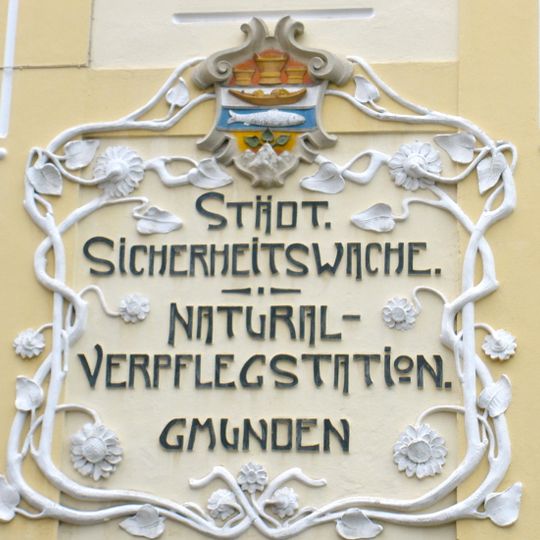 STÄDT.
SICHERHEITSWACHE.
NATURAL-
VERPFLEGSTATION.
GMUNDEN